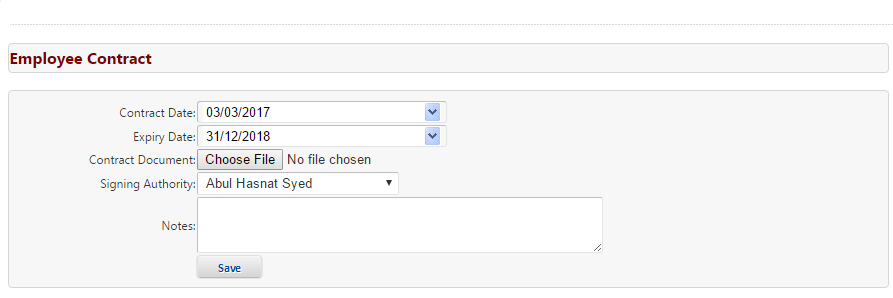 Employee Contract
Contract Date: 03/03/2017
Expiry Date: 31/12/2018
Contract Document: Choose File No file chosen
Signing Authority: Abul Hasnat Syed
Notes:
Save